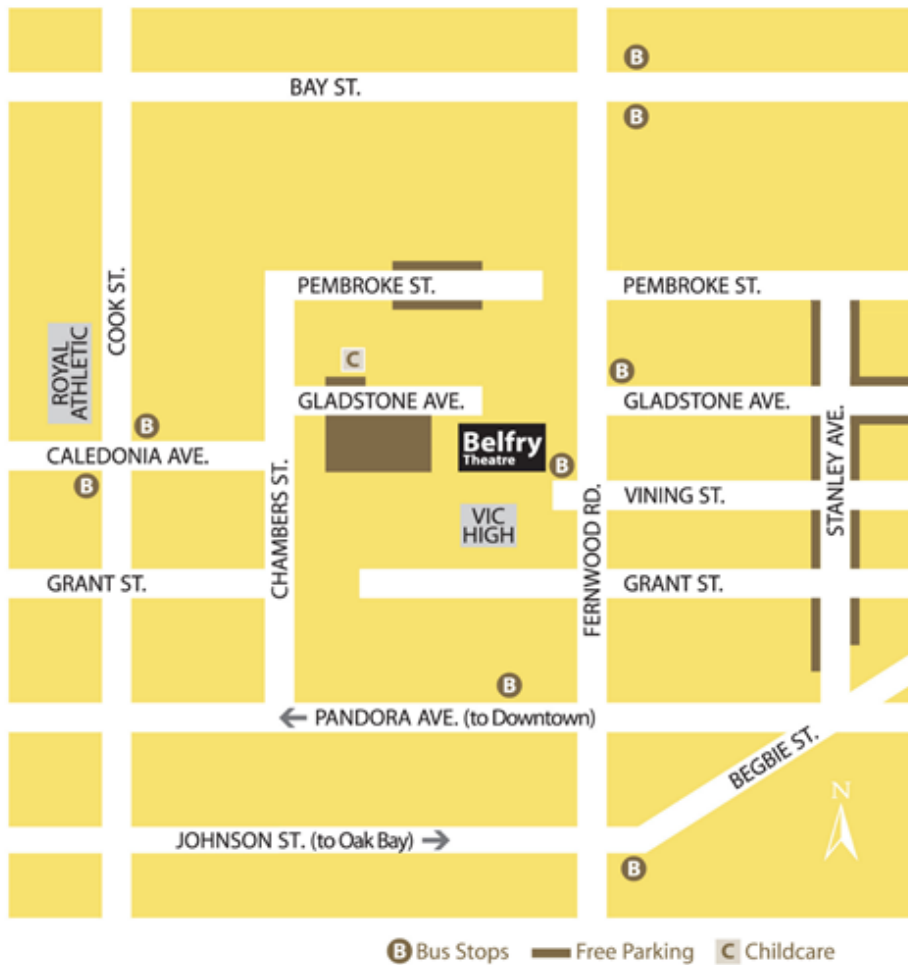 B
BAY ST.
B
COOK ST.
PEMBROKE ST.
PEMBROKE ST.
ROYAL
ATHLETIC
C
B
GLADSTONE AVE.
GLADSTONE AVE.
B
Belfry
Theatre
CALEDONIA AVE.
B
B
CHAMBERS ST.
VINING ST.
STANLEY AVE.
VIC
HIGH
FERNWOOD RD.
GRANT ST.
GRANT ST.
B
PANDORA AVE. (to Downtown)
BEGBIE ST.
N
JOHNSON ST. (to Oak Bay)
B
B Bus Stops Free Parking C Childcare